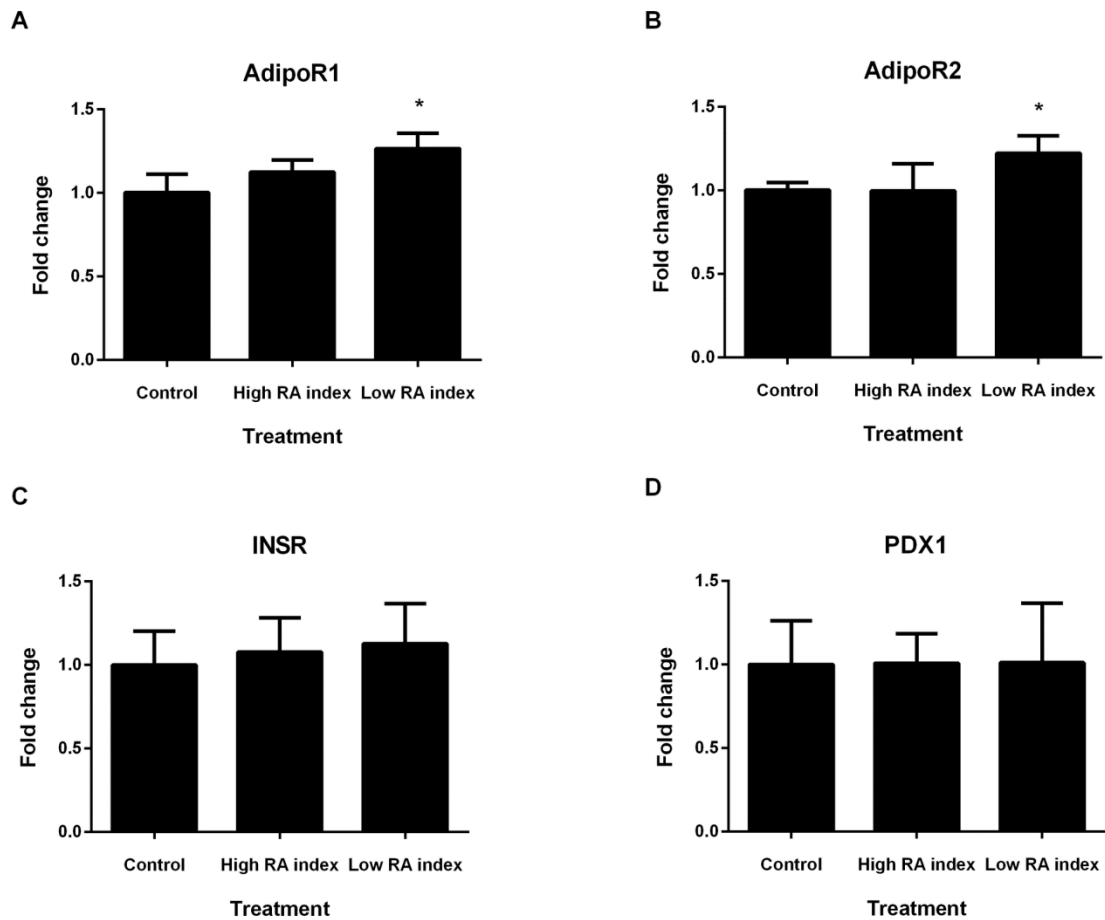 A
AdipoR1
*
1.5
1.0
0.5
0.0
Fold change
Control High RA index Low RA index
Treatment
B
AdipoR2
*
1.5
1.0
0.5
0.0
Fold change
Control High RA index Low RA index
Treatment
C
INSR
1.5
1.0
0.5
0.0
Fold change
Control High RA index Low RA index
Treatment
D
PDX1
1.5
1.0
0.5
0.0
Fold change
Control High RA index Low RA index
Treatment